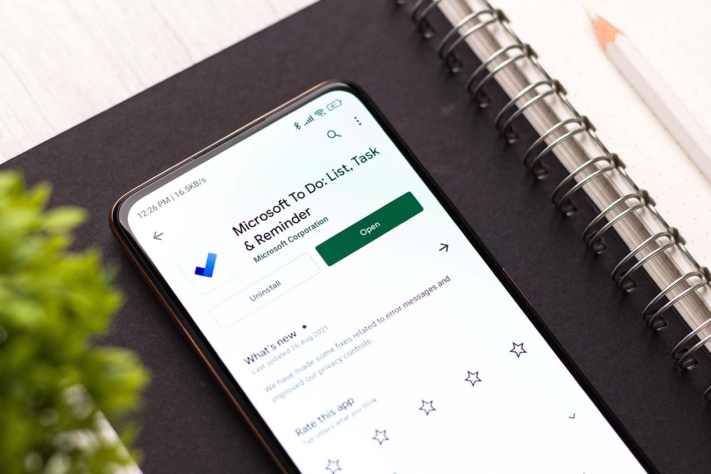 12:26 PM | 16.5KB/s
Microsoft To Do: List, Task
& Reminder
Microsoft Corporation
Uninstall
Open
What's new
Last updated 26 Aug 2021
We have made some fixes related to error messages and
improved our privacy controls.
Rate this app
Tell others what you think